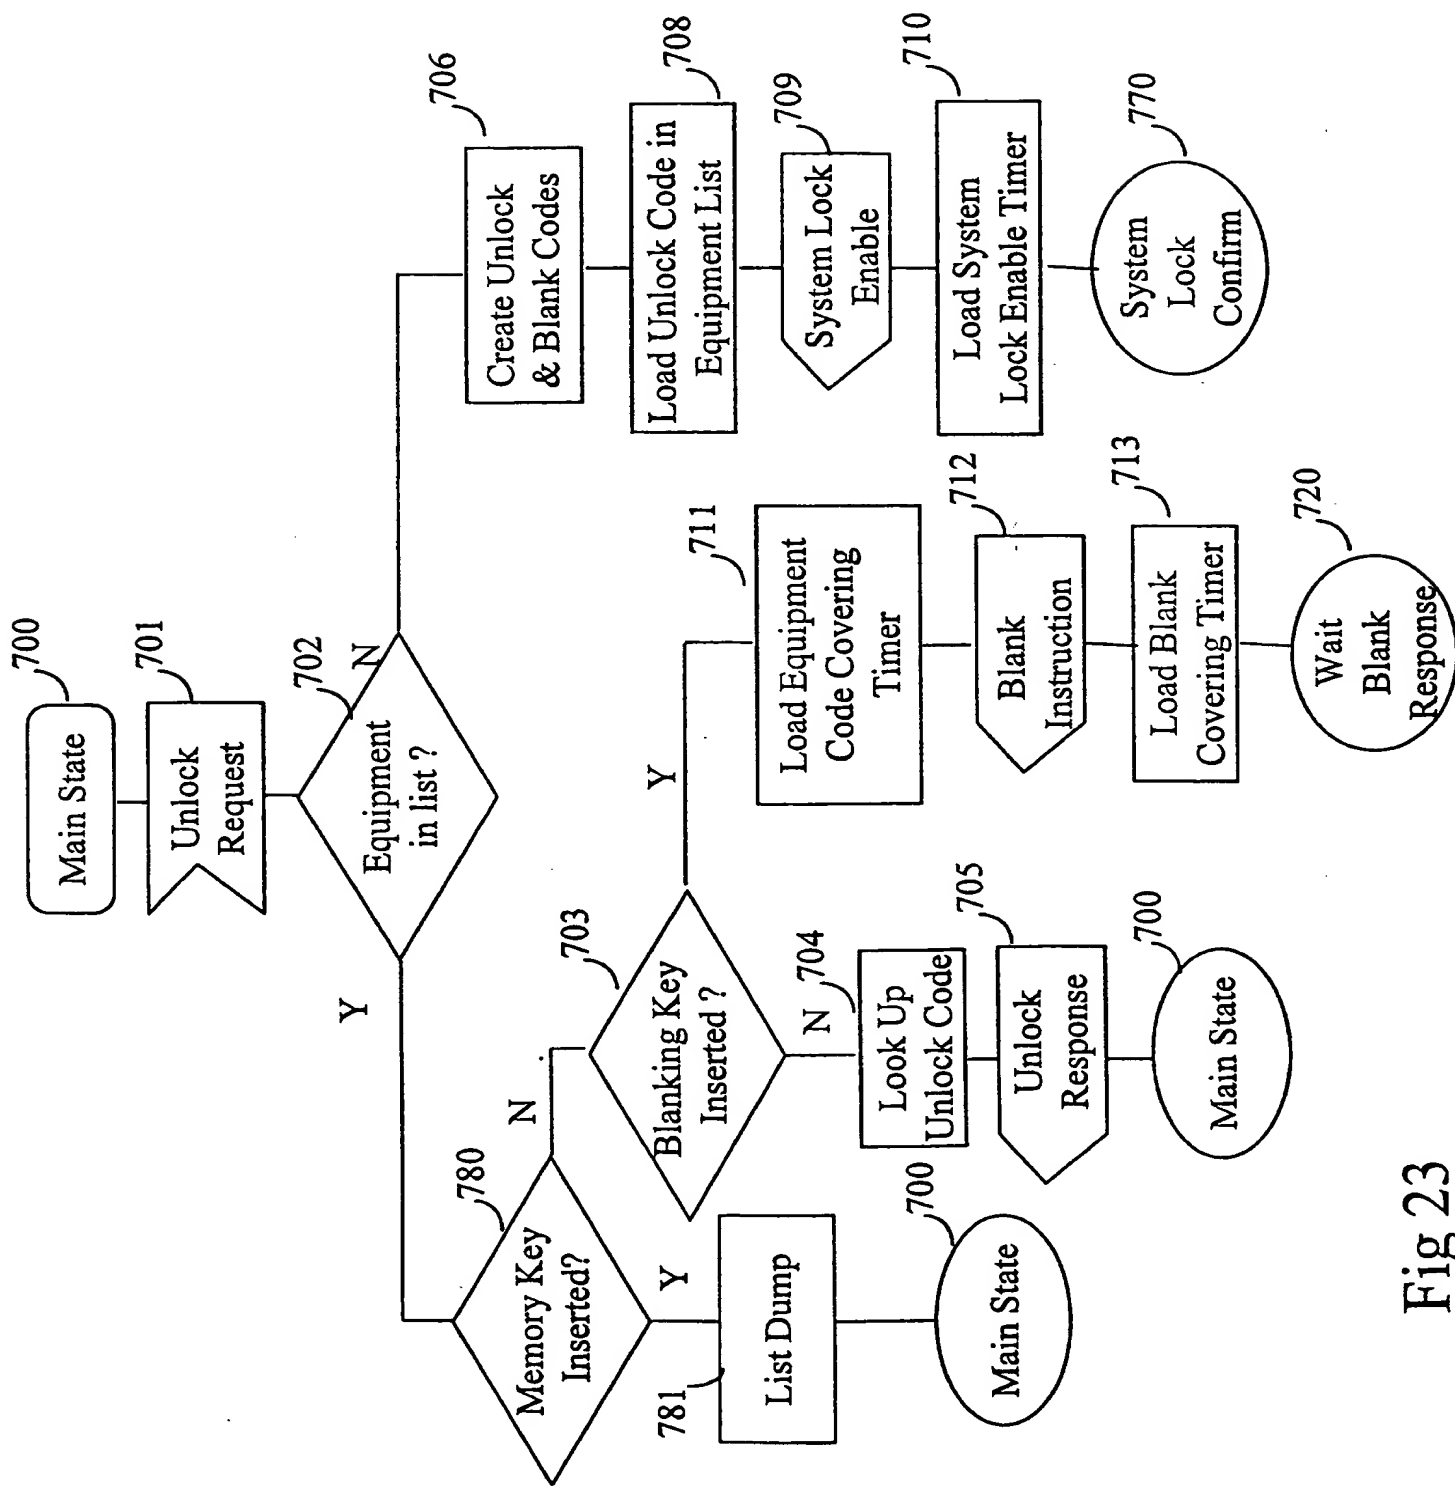 700
Main State
701
Unlock
Request
702
Equipment
in list ?
Y
N
780
Memory Key
Inserted?
N
Y
781
List Dump
700
Main State
703
Blanking Key
Inserted ?
Y
N
704
Look Up
Unlock Code
705
Unlock
Response
700
Main State
711
Load Equipment
Code Covering
Timer
712
Blank
Instruction
713
Load Blank
Covering Timer
720
Wait
Blank
Response
706
Create Unlock
& Blank Codes
708
Load Unlock Code in
Equipment List
709
System Lock
Enable
710
Load System
Lock Enable Timer
770
System
Lock
Confirm
Fig 23